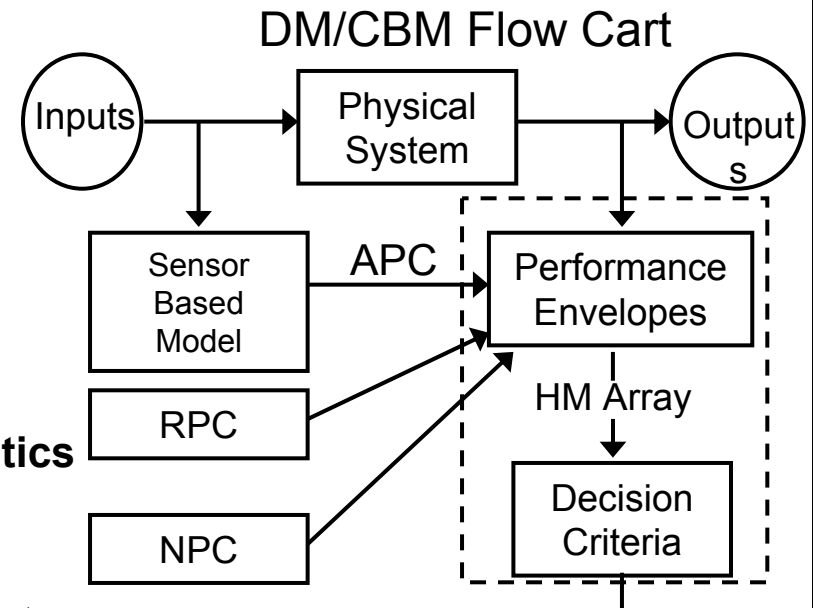 DM/CBM Flow Cart
Inputs
Physical
System
Output
s
Sensor
Based
Model
APC
Performance
Envelopes
HM Array
RPC
tics
NPC
Decision
Criteria